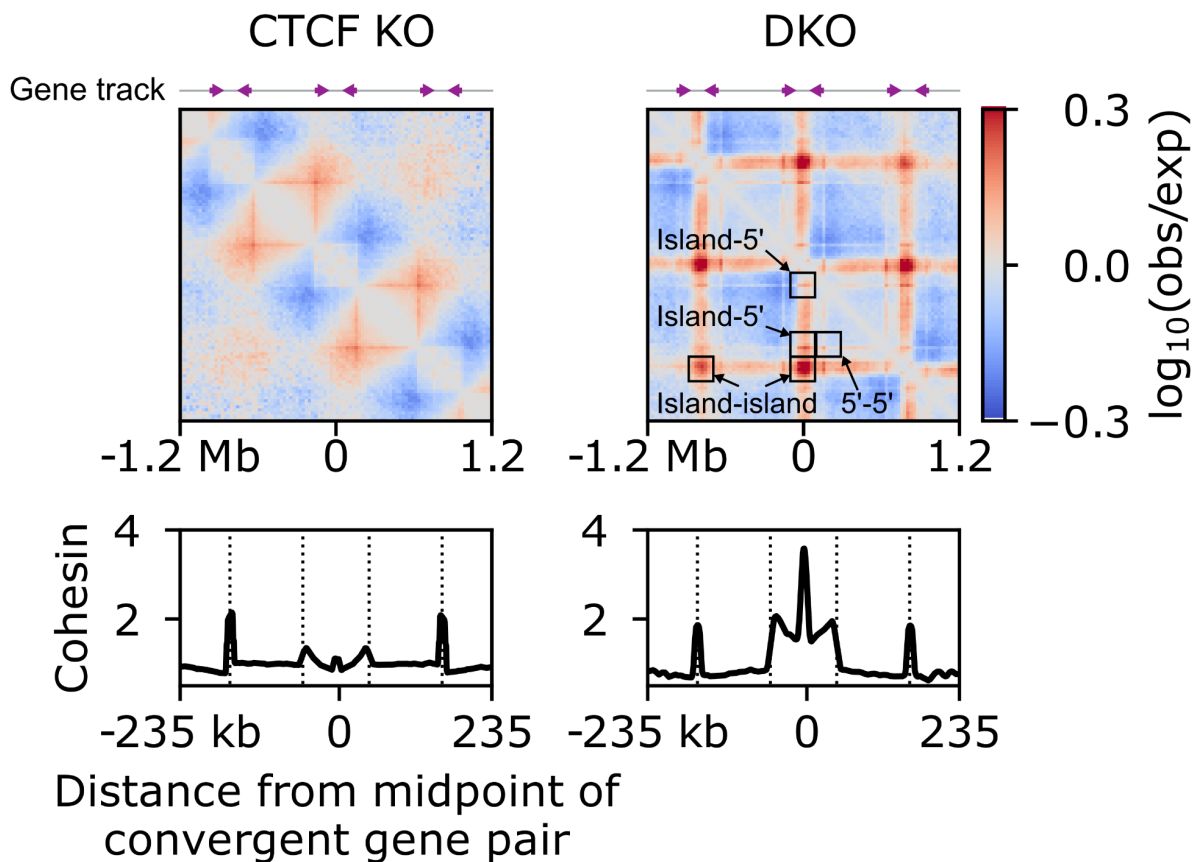 CTCF KO
DKO
Gene track
0.3
0.0
−0.3
log10(obs/exp)
Island-5'
Island-5'
Island-island
5'-5'
-1.2 Mb
0
1.2
-1.2 Mb
0
1.2
Cohesin
4
2
4
2
-235 kb
0
235
-235 kb
0
235
Distance from midpoint of
convergent gene pair